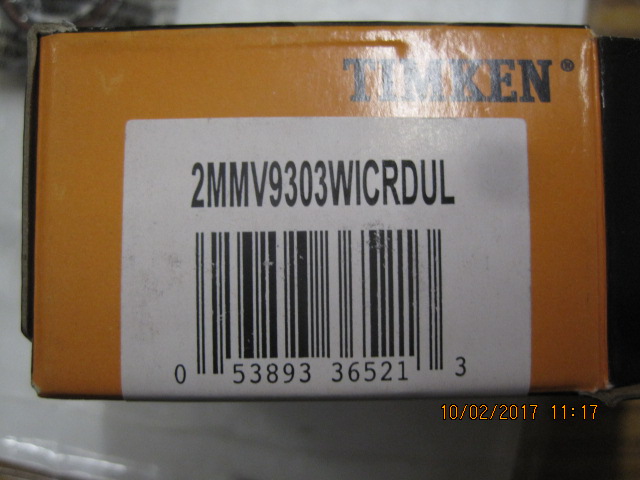 TIMKEN®
2MMV9303WICRDUL
0 53893 36521 3
10/02/2017 11:17